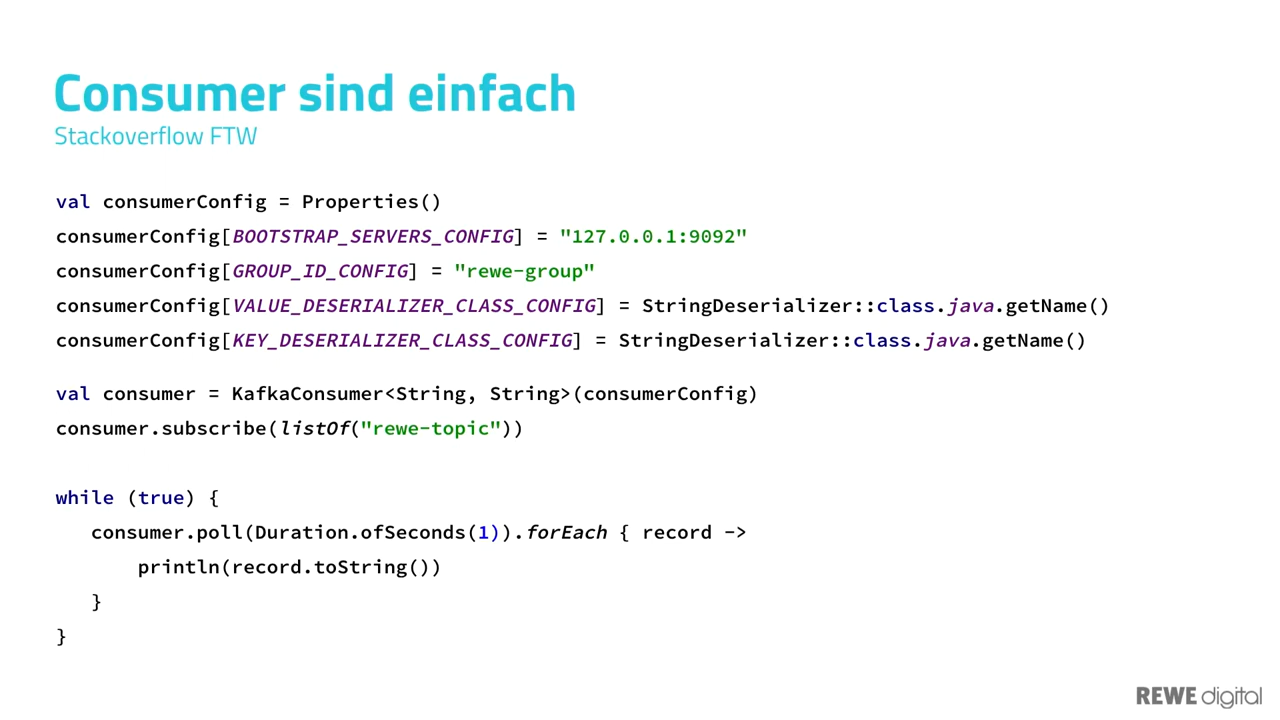 Consumer sind einfach
Stackoverflow FTW
val consumerConfig = Properties()
consumerConfig[BOOTSTRAP_SERVERS_CONFIG] = "127.0.0.1:9092"
consumerConfig[GROUP_ID_CONFIG] = "rewe-group"
consumerConfig[VALUE_DESERIALIZER_CLASS_CONFIG] = StringDeserializer::class.java.getName()
consumerConfig[KEY_DESERIALIZER_CLASS_CONFIG] = StringDeserializer::class.java.getName()
val consumer = KafkaConsumer<String, String>(consumerConfig)
consumer.subscribe(listOf("rewe-topic"))
while (true) {
consumer.poll(Duration.ofSeconds(1)).forEach { record ->
println(record.toString())
}
}
REWE digital